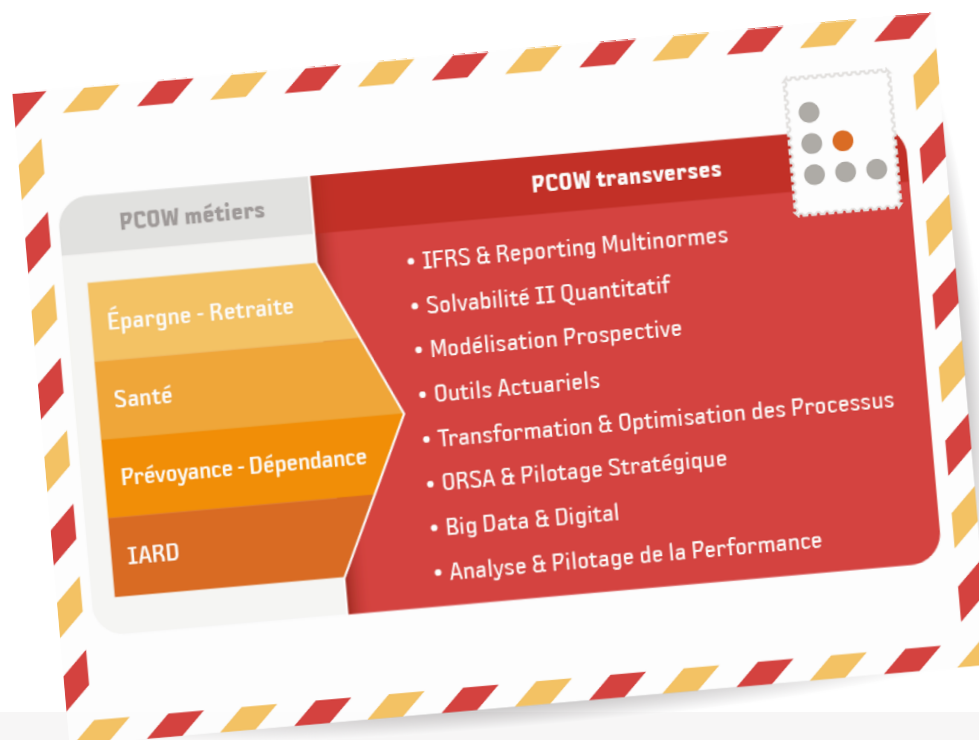 PCOW métiers
Épargne - Retraite
Santé
Prévoyance - Dépendance
IARD
PCOW transverses
• IFRS & Reporting Multinormes
• Solvabilité II Quantitatif
• Modélisation Prospective
• Outils Actuariels
• Transformation & Optimisation des Processus
• ORSA & Pilotage Stratégique
• Big Data & Digital
• Analyse & Pilotage de la Performance